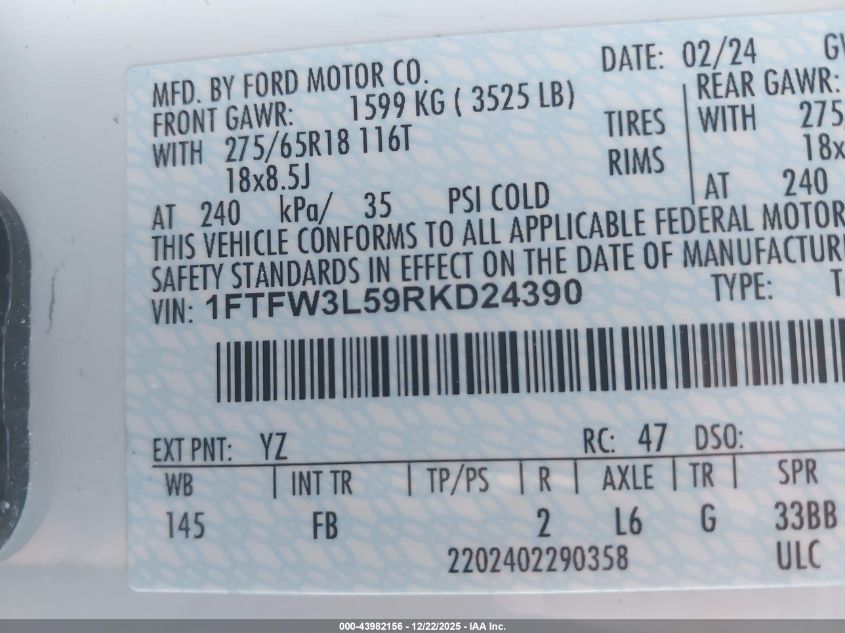 MFD. BY FORD MOTOR CO. DATE: 02/24
FRONT GAWR: 1599 KG ( 3525 LB) REAR GAWR:
WITH 275/65R18 116T TIRES WITH
18x8.5J RIMS
AT 240 kPa/ 35 PSI COLD AT 240
THIS VEHICLE CONFORMS TO ALL APPLICABLE FEDERAL MOTOR
SAFETY STANDARDS IN EFFECT ON THE DATE OF
VIN: 1FTFW3L59RKD24390 TYPE:
EXT PNT: YZ RC: 47 DSO:
WB INT TR TP/PS R AXLE TR SPR
145 FB 2 L6 G 33BB
2202402290358 ULC
000-43982156 - 12/22/2025 - IAA Inc.